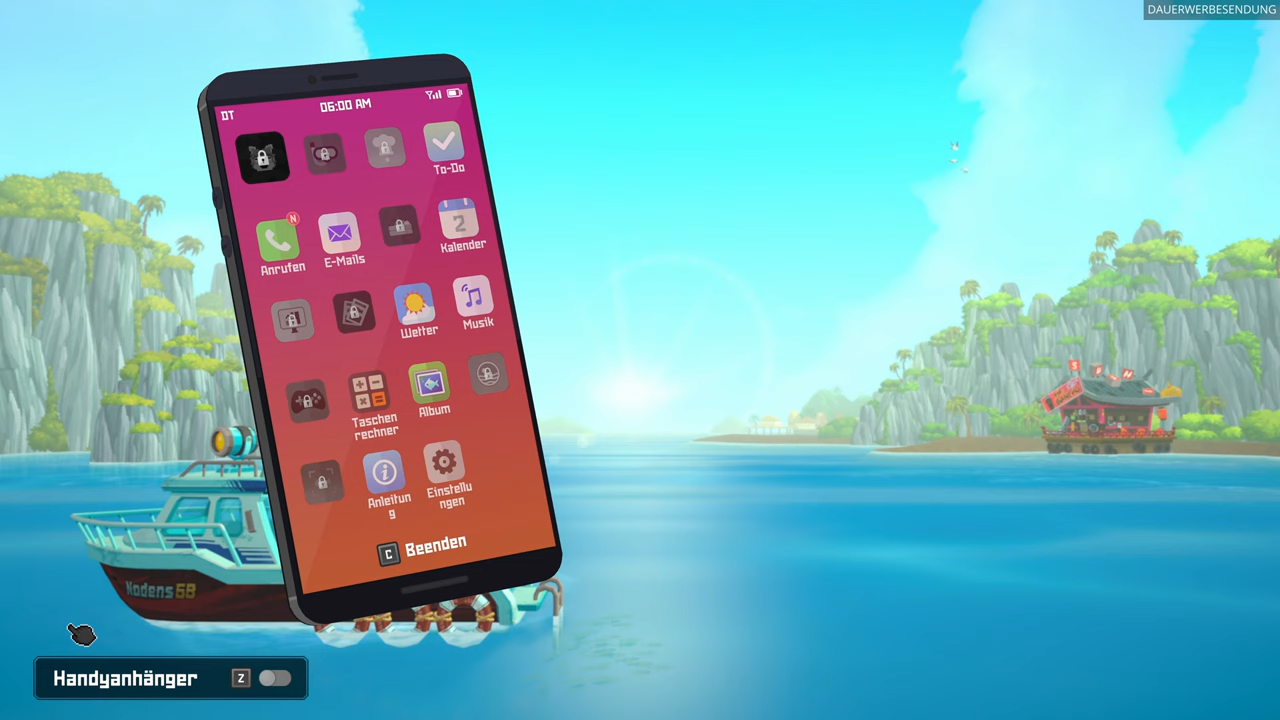 DAUERWERBESENDUNG
DT
06:00 AM
To-Do
N
Anrufen
E-Mails
2
Kalender
Wetter
Musik
Taschen
rechner
Album
Anleitun
g
Einstellu
ngen
C Beenden
Nodens 68
Handyanhänger Z